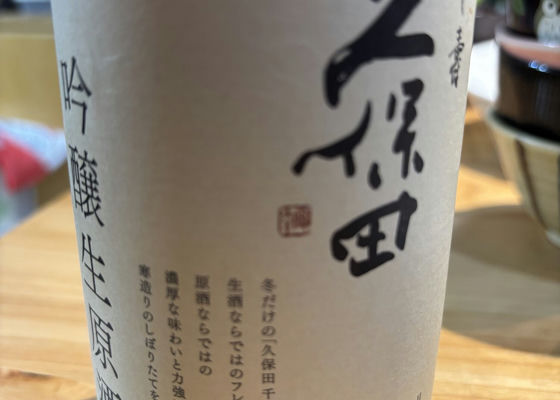 久保田
冬だけの「久保田 千
生酒ならではのフレ
原酒ならではの
濃厚な味わいと力強
寒造りのしぼりたてを
吟醸生原酒